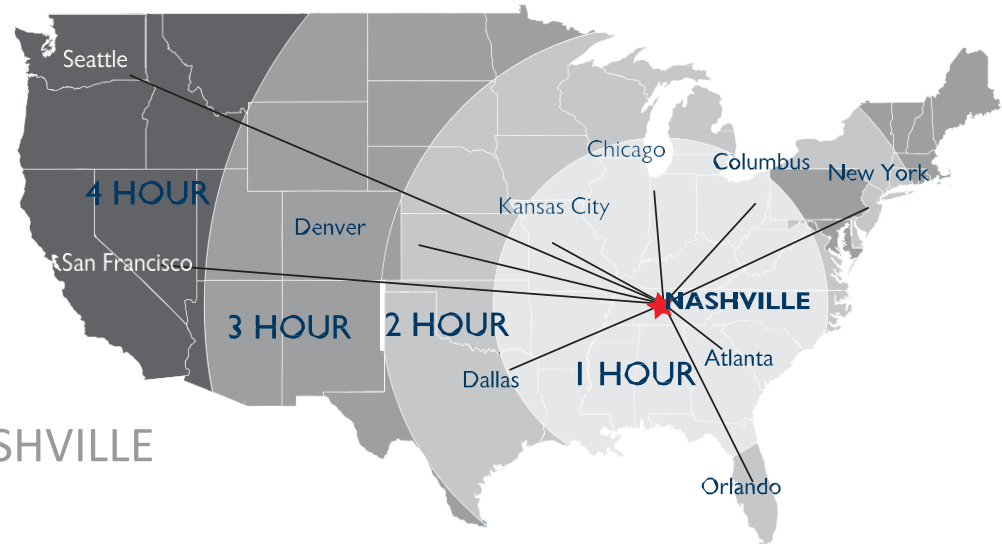 Seattle
Chicago
Columbus
New York
4 HOUR
Kansas City
Denver
San Francisco
NASHVILLE
3 HOUR
2 HOUR
Atlanta
1 HOUR
Dallas
SHVILLE
Orlando